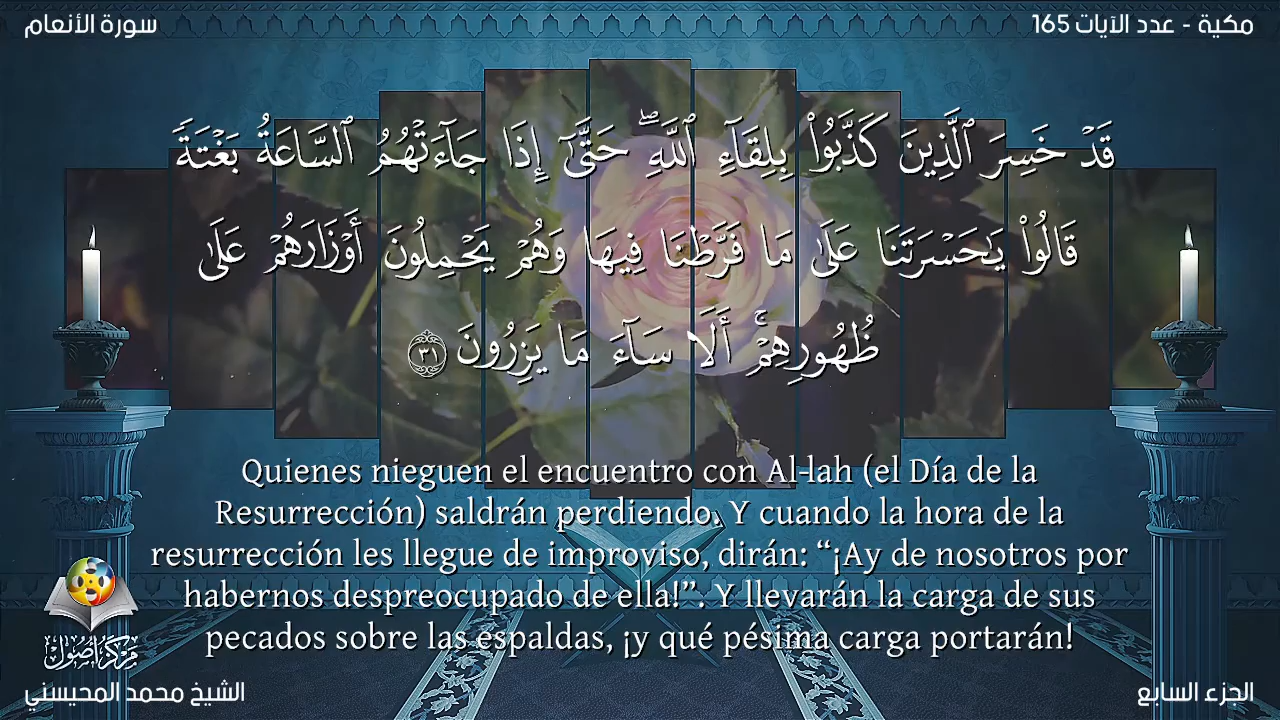 مكية - عدد الآيات 165
سورة الأنعام
قَدْ خَسِرَ ٱلَّذِينَ كَذَّبُوا۟ بِلِقَآءِ ٱللَّهِ ۖ حَتَّىٰٓ إِذَا جَآءَتْهُمُ ٱلسَّاعَةُ بَغْتَةً
قَالُوا۟ يَـٰحَسْرَتَنَا عَلَىٰ مَا فَرَّطْنَا فِيهَا وَهُمْ يَحْمِلُونَ أَوْزَارَهُمْ عَلَىٰ
ظُهُورِهِمْ ۚ أَلَا سَآءَ مَا يَزِرُونَ ٣١
Quienes nieguen el encuentro con Al-lah (el Día de la
Resurrección) saldrán perdiendo. Y cuando la hora de la
resurrección les llegue de improviso, dirán: “¡Ay de nosotros por
habernos despreocupado de ella!”. Y llevarán la carga de sus
pecados sobre las espaldas, ¡y qué pésima carga portarán!
مركز أصول
الجزء السابع
الشيخ محمد المحيسني